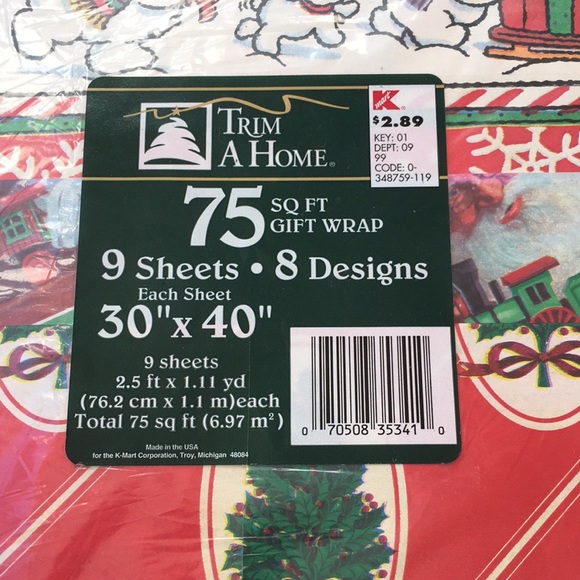 TRIM
A HOME®
Kmart
$2.89
KEY: 01
DEPT: 09
99
CODE: 0-
348759-119
75 SQ FT
GIFT WRAP
9 Sheets • 8 Designs
Each Sheet
30"x 40"
9 sheets
2.5 ft x 1.11 yd
(76.2 cm x 1.1 m)each
Total 75 sq ft (6.97 m²)
0 70508 35341 0
Made in the USA
for the K-Mart Corporation, Troy, Michigan 48084